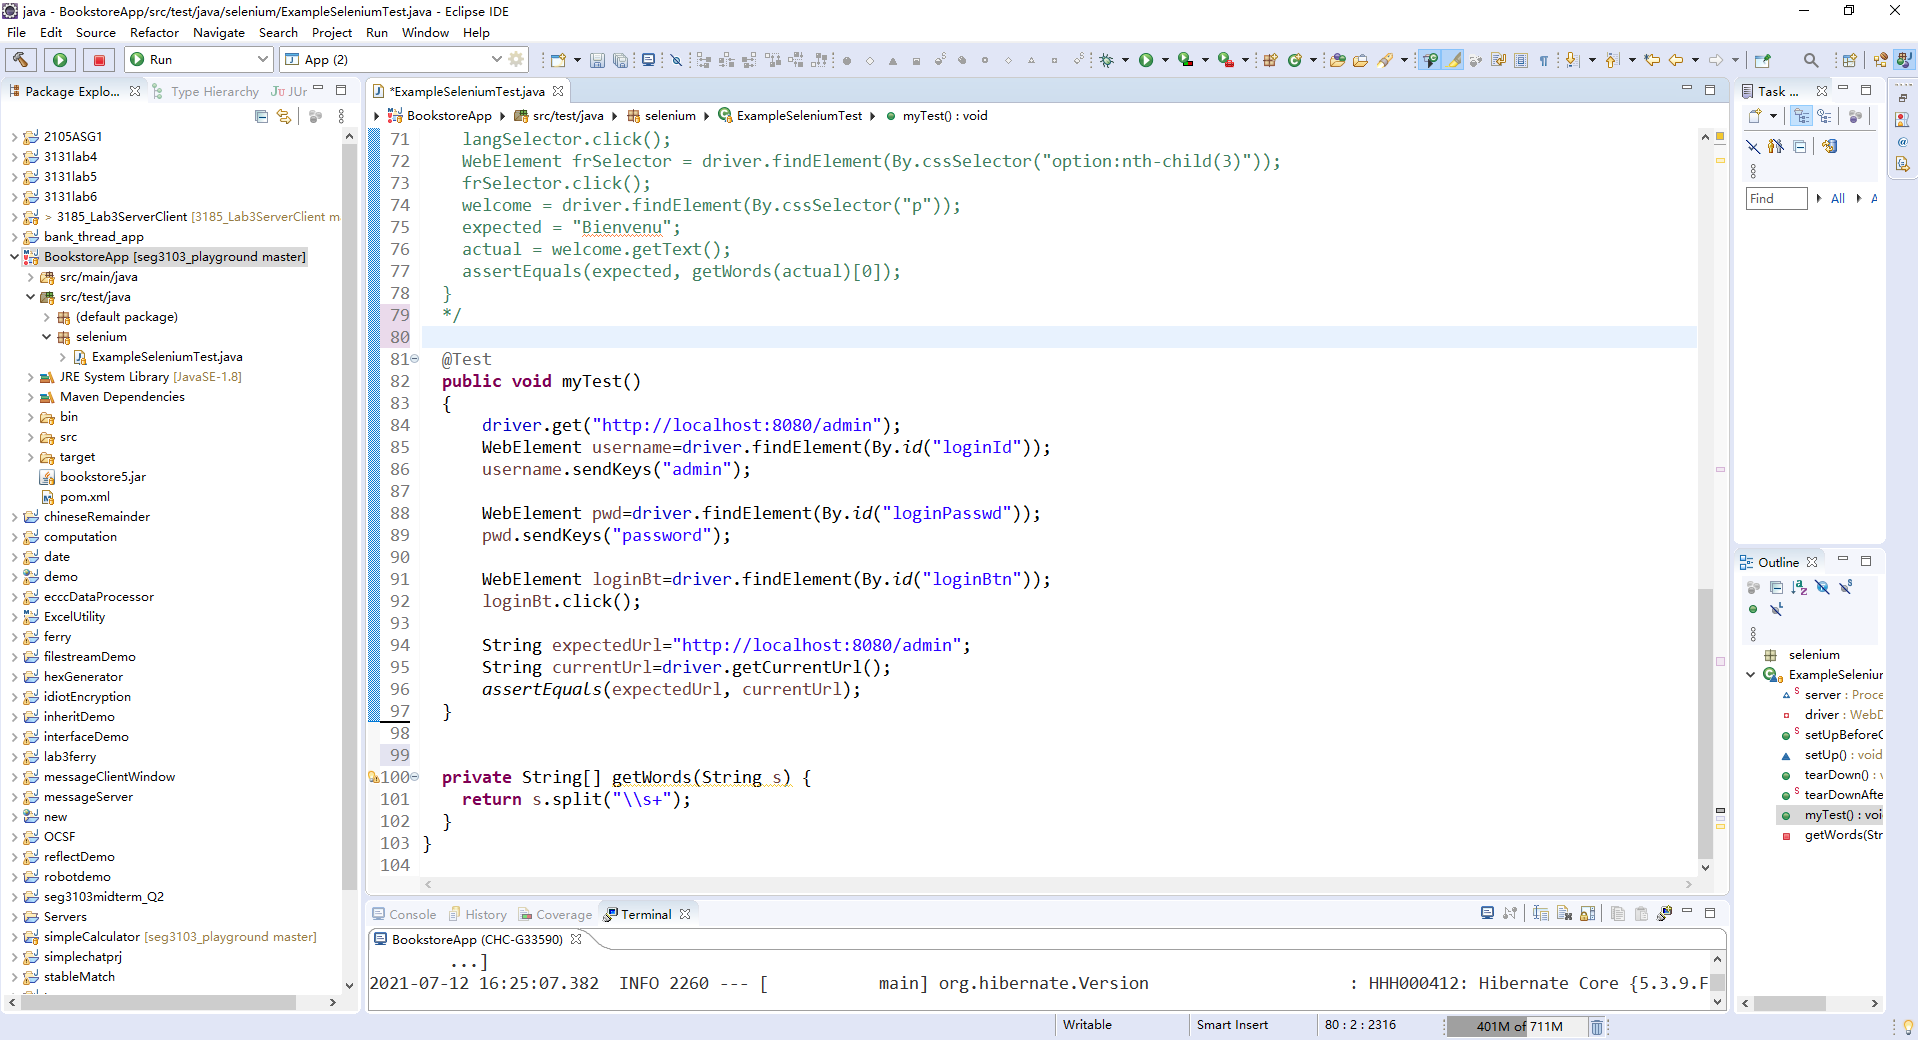 java - BookstoreApp/src/test/java/selenium/ExampleSeleniumTest.java - Eclipse IDE
File Edit Source Refactor Navigate Search Project Run Window Help
Run App (2)
Package Explo... Type Hierarchy JUr
2105ASG1
3131lab4
3131lab5
3131lab6
> 3185_Lab3ServerClient [3185_Lab3ServerClient m
bank_thread_app
BookstoreApp [seg3103_playground master]
src/main/java
src/test/java
(default package)
selenium
ExampleSeleniumTest.java
JRE System Library [JavaSE-1.8]
Maven Dependencies
bin
src
target
bookstore5.jar
pom.xml
chineseRemainder
computation
date
demo
ecccDataProcessor
ExcelUtility
ferry
filestreamDemo
hexGenerator
idiotEncryption
inheritDemo
interfaceDemo
lab3ferry
messageClientWindow
messageServer
new
OCSF
reflectDemo
robotdemo
seg3103midterm_Q2
Servers
simpleCalculator [seg3103_playground master]
simplechatprj
stableMatch
*ExampleSeleniumTest.java
BookstoreApp src/test/java selenium ExampleSeleniumTest myTest() : void
71 langSelector.click();
72 WebElement frSelector = driver.findElement(By.cssSelector("option:nth-child(3)"));
73 frSelector.click();
74 welcome = driver.findElement(By.cssSelector("p"));
75 expected = "Bienvenu";
76 actual = welcome.getText();
77 assertEquals(expected, getWords(actual)[0]);
78 }
79 */
80
81 @Test
82 public void myTest()
83 {
84 driver.get("http://localhost:8080/admin");
85 WebElement username=driver.findElement(By.id("loginId"));
86 username.sendKeys("admin");
87
88 WebElement pwd=driver.findElement(By.id("loginPasswd"));
89 pwd.sendKeys("password");
90
91 WebElement loginBt=driver.findElement(By.id("loginBtn"));
92 loginBt.click();
93
94 String expectedUrl="http://localhost:8080/admin";
95 String currentUrl=driver.getCurrentUrl();
96 assertEquals(expectedUrl, currentUrl);
97 }
98
99
100 private String[] getWords(String s) {
101 return s.split("\\s+");
102 }
103 }
104
Console History Coverage Terminal
BookstoreApp (CHC-G33590)
...]
2021-07-12 16:25:07.382 INFO 2260 --- [ main] org.hibernate.Version : HHH000412: Hibernate Core {5.3.9.F
Task ...
Find All A
Outline
selenium
ExampleSeleniur
server : Proce
driver : WebD
setUpBefore
setUp() : void
tearDown() :
tearDownAfte
myTest() : voi
getWords(Str
Writable Smart Insert 80 : 2 : 2316 401M of 711M